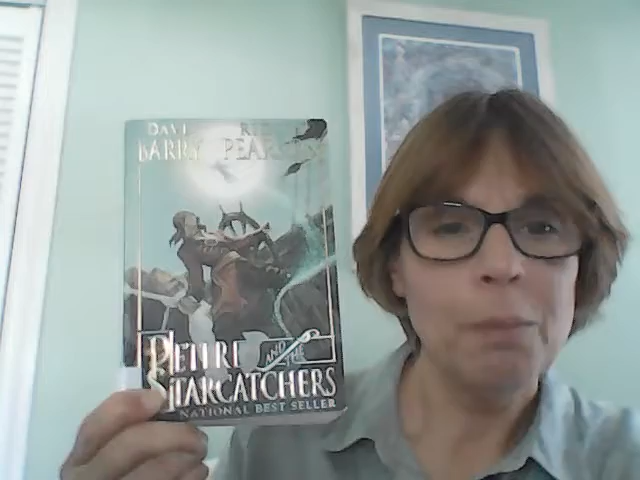 DAVE
BARRY PEARSON
PETER AND THE
STARCATCHERS
NATIONAL BEST SELLER